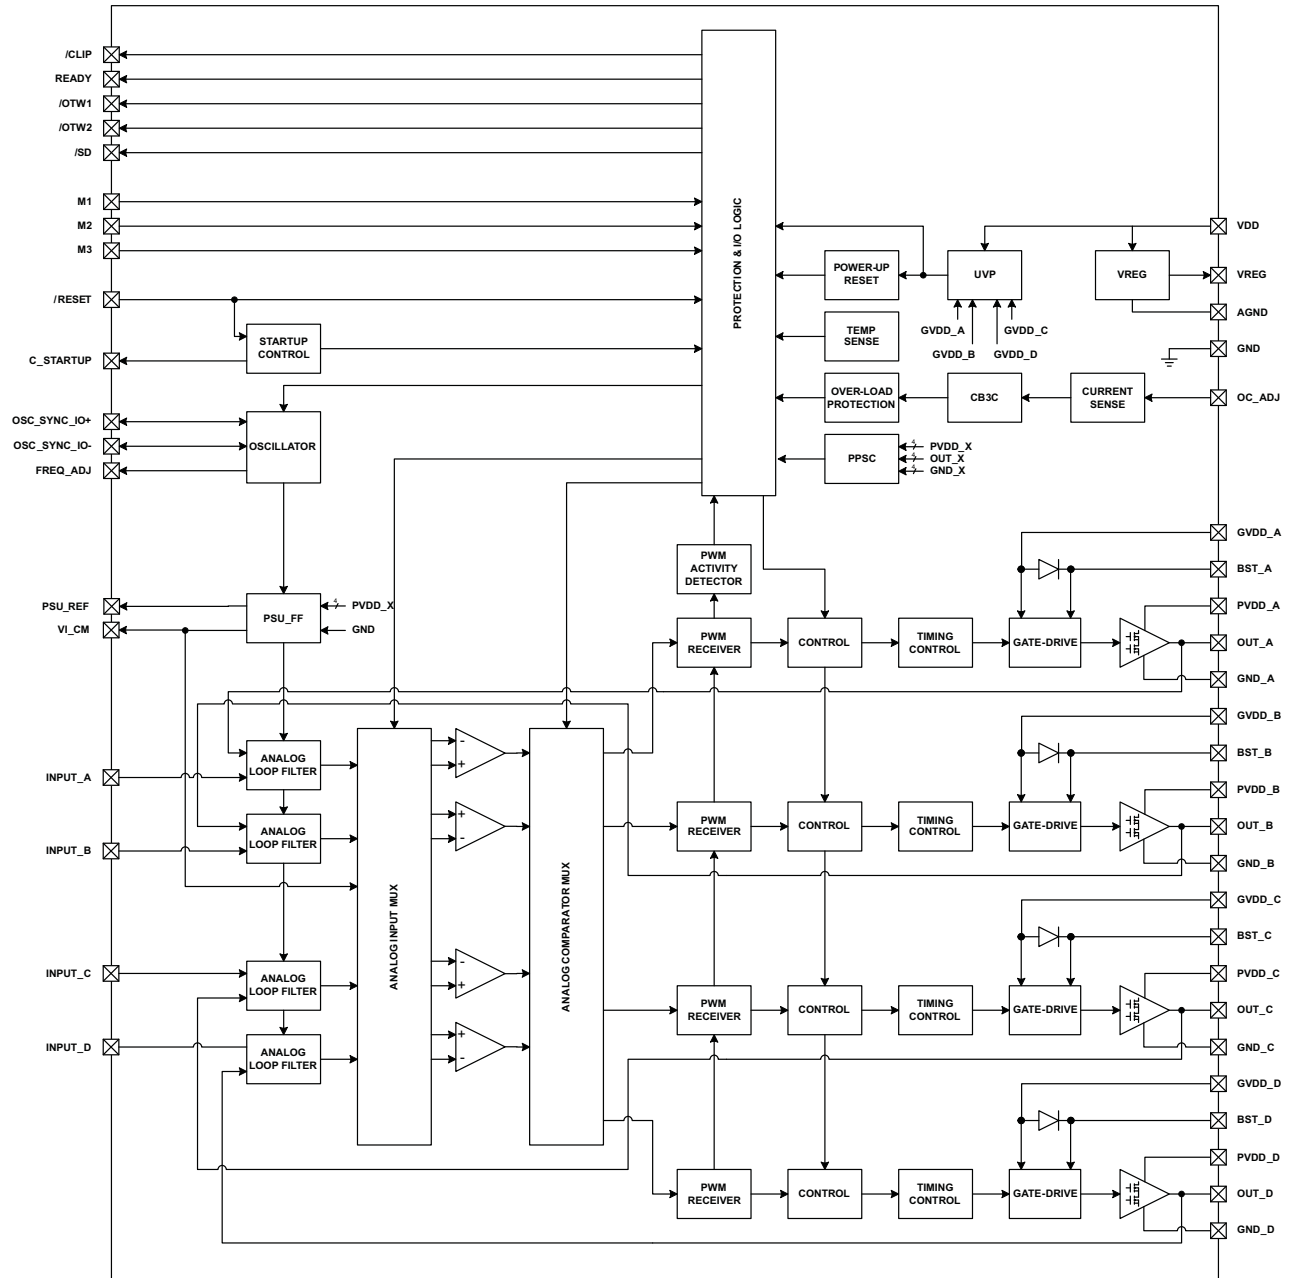 /CLIP
READY
/OTW1
/OTW2
/SD
M1
M2
M3
/RESET
C_STARTUP
OSC_SYNC_IO+
OSC_SYNC_IO-
FREQ_ADJ
PSU_REF
VI_CM
INPUT_A
INPUT_B
INPUT_C
INPUT_D
STARTUP
CONTROL
OSCILLATOR
PSU_FF
4
PVDD_X
GND
ANALOG
LOOP FILTER
ANALOG
LOOP FILTER
ANALOG
LOOP FILTER
ANALOG
LOOP FILTER
ANALOG INPUT MUX
-
+
+
-
-
+
+
-
ANALOG COMPARATOR MUX
PROTECTION & I/O LOGIC
POWER-UP
RESET
UVP
VREG
GVDD_A
GVDD_C
GVDD_B
GVDD_D
TEMP
SENSE
OVER-LOAD
PROTECTION
CB3C
CURRENT
SENSE
PPSC
4
PVDD_X
4
OUT_X
4
GND_X
PWM
ACTIVITY
DETECTOR
PWM
RECEIVER
CONTROL
TIMING
CONTROL
GATE-DRIVE
PWM
RECEIVER
CONTROL
TIMING
CONTROL
GATE-DRIVE
PWM
RECEIVER
CONTROL
TIMING
CONTROL
GATE-DRIVE
PWM
RECEIVER
CONTROL
TIMING
CONTROL
GATE-DRIVE
VDD
VREG
AGND
GND
OC_ADJ
GVDD_A
BST_A
PVDD_A
OUT_A
GND_A
GVDD_B
BST_B
PVDD_B
OUT_B
GND_B
GVDD_C
BST_C
PVDD_C
OUT_C
GND_C
GVDD_D
BST_D
PVDD_D
OUT_D
GND_D